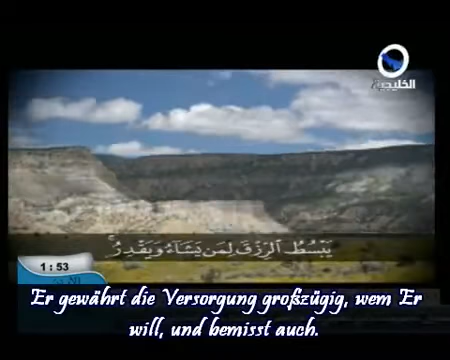 الخليجية
يَبْسُطُ ٱلرِّزْقَ لِمَن يَشَآءُ وَيَقْدِرُ ۚ
1:53
Er gewährt die Versorgung großzügig, wem Er
will, und bemisst auch.